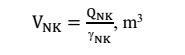 V_NK = Q_NK / γ_NK, m³